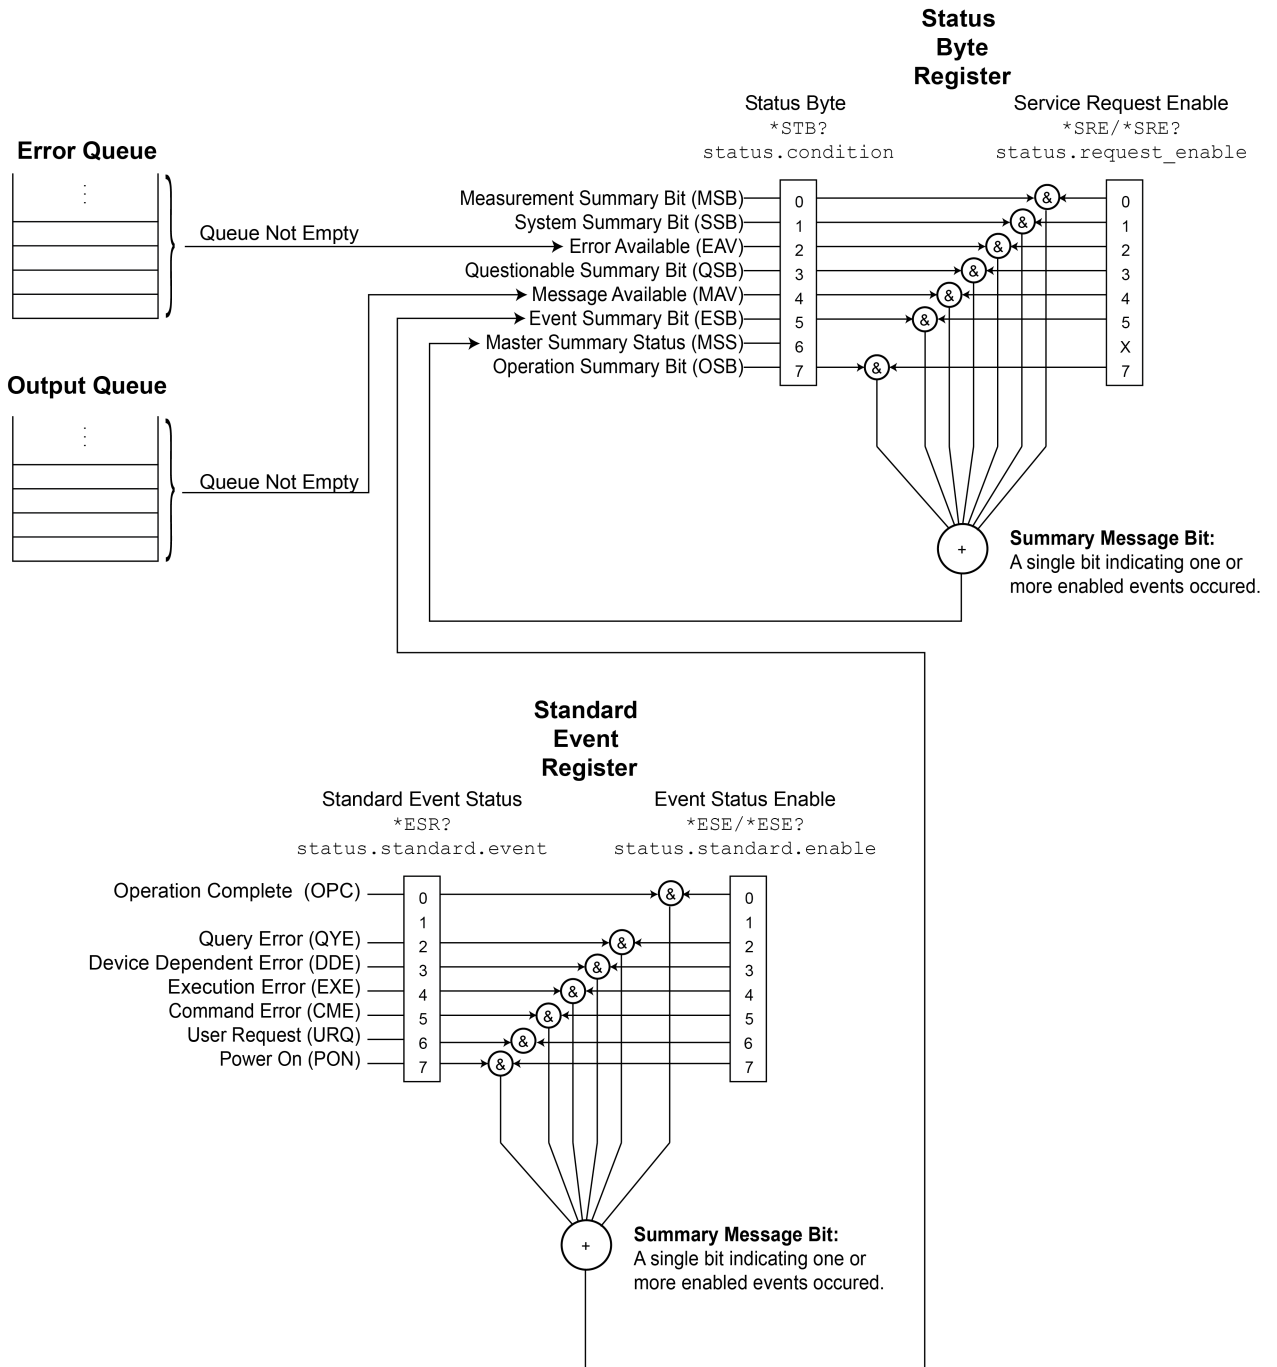 Status
Byte
Register
Status Byte
*STB?
status.condition
Service Request Enable
*SRE/*SRE?
status.request_enable
Error Queue
Queue Not Empty
Output Queue
Queue Not Empty
Measurement Summary Bit (MSB) 0 & 0
System Summary Bit (SSB) 1 & 1
Error Available (EAV) 2 & 2
Questionable Summary Bit (QSB) 3 & 3
Message Available (MAV) 4 & 4
Event Summary Bit (ESB) 5 & 5
Master Summary Status (MSS) 6 X
Operation Summary Bit (OSB) 7 & 7
+
Summary Message Bit:
A single bit indicating one or
more enabled events occured.
Standard
Event
Register
Standard Event Status
*ESR?
status.standard.event
Event Status Enable
*ESE/*ESE?
status.standard.enable
Operation Complete (OPC) 0 & 0
1 1
Query Error (QYE) 2 & 2
Device Dependent Error (DDE) 3 & 3
Execution Error (EXE) 4 & 4
Command Error (CME) 5 & 5
User Request (URQ) 6 & 6
Power On (PON) 7 & 7
+
Summary Message Bit:
A single bit indicating one or
more enabled events occured.